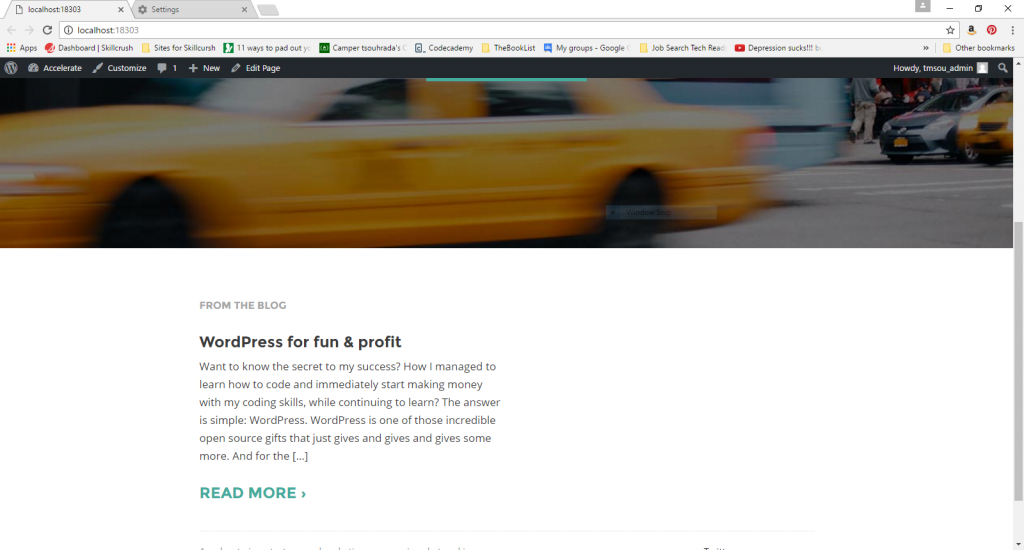 localhost:18303
Settings
localhost:18303
Apps
Dashboard | Skillcrush
Sites for Skillcursh
11 ways to pad out yo
Camper tsouhrada's C
Codecademy
TheBookList
My groups - Google
Job Search Tech Read
Depression sucks!!! b
»
Other bookmarks
Accelerate
Customize
1
New
Edit Page
Howdy, tmsou_admin
Window Snip
FROM THE BLOG
WordPress for fun & profit
Want to know the secret to my success? How I managed to
learn how to code and immediately start making money
with my coding skills, while continuing to learn? The answer
is simple: WordPress. WordPress is one of those incredible
open source gifts that just gives and gives and gives some
more. And for the [...]
READ MORE ›